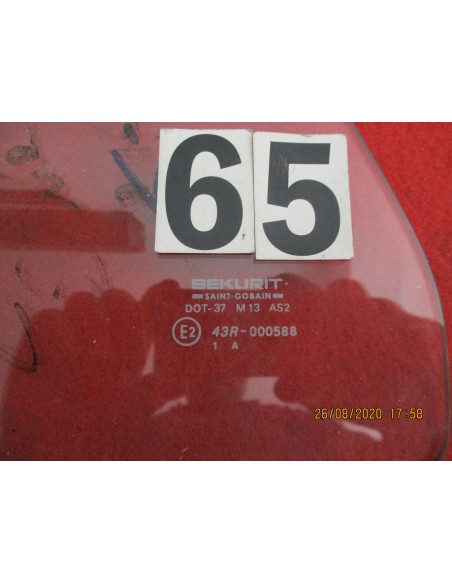 65
SEKURIT
SAINT-GOBAIN
DOT-37 M13 AS2
E2 43R-000588
1 A
26/08/2020 17:58